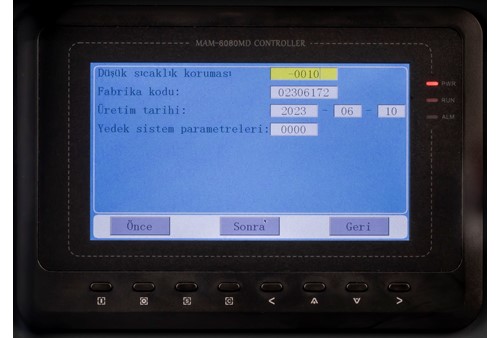 MAM-6080MD CONTROLLER
Düşük sıcaklık koruması -0010
Fabrika kodu: 02306172
Üretim tarihi: 2023 - 06 - 10
Yedek sistem parametreleri: 0000
Önce Sonra Geri
PWR
RUN
ALM